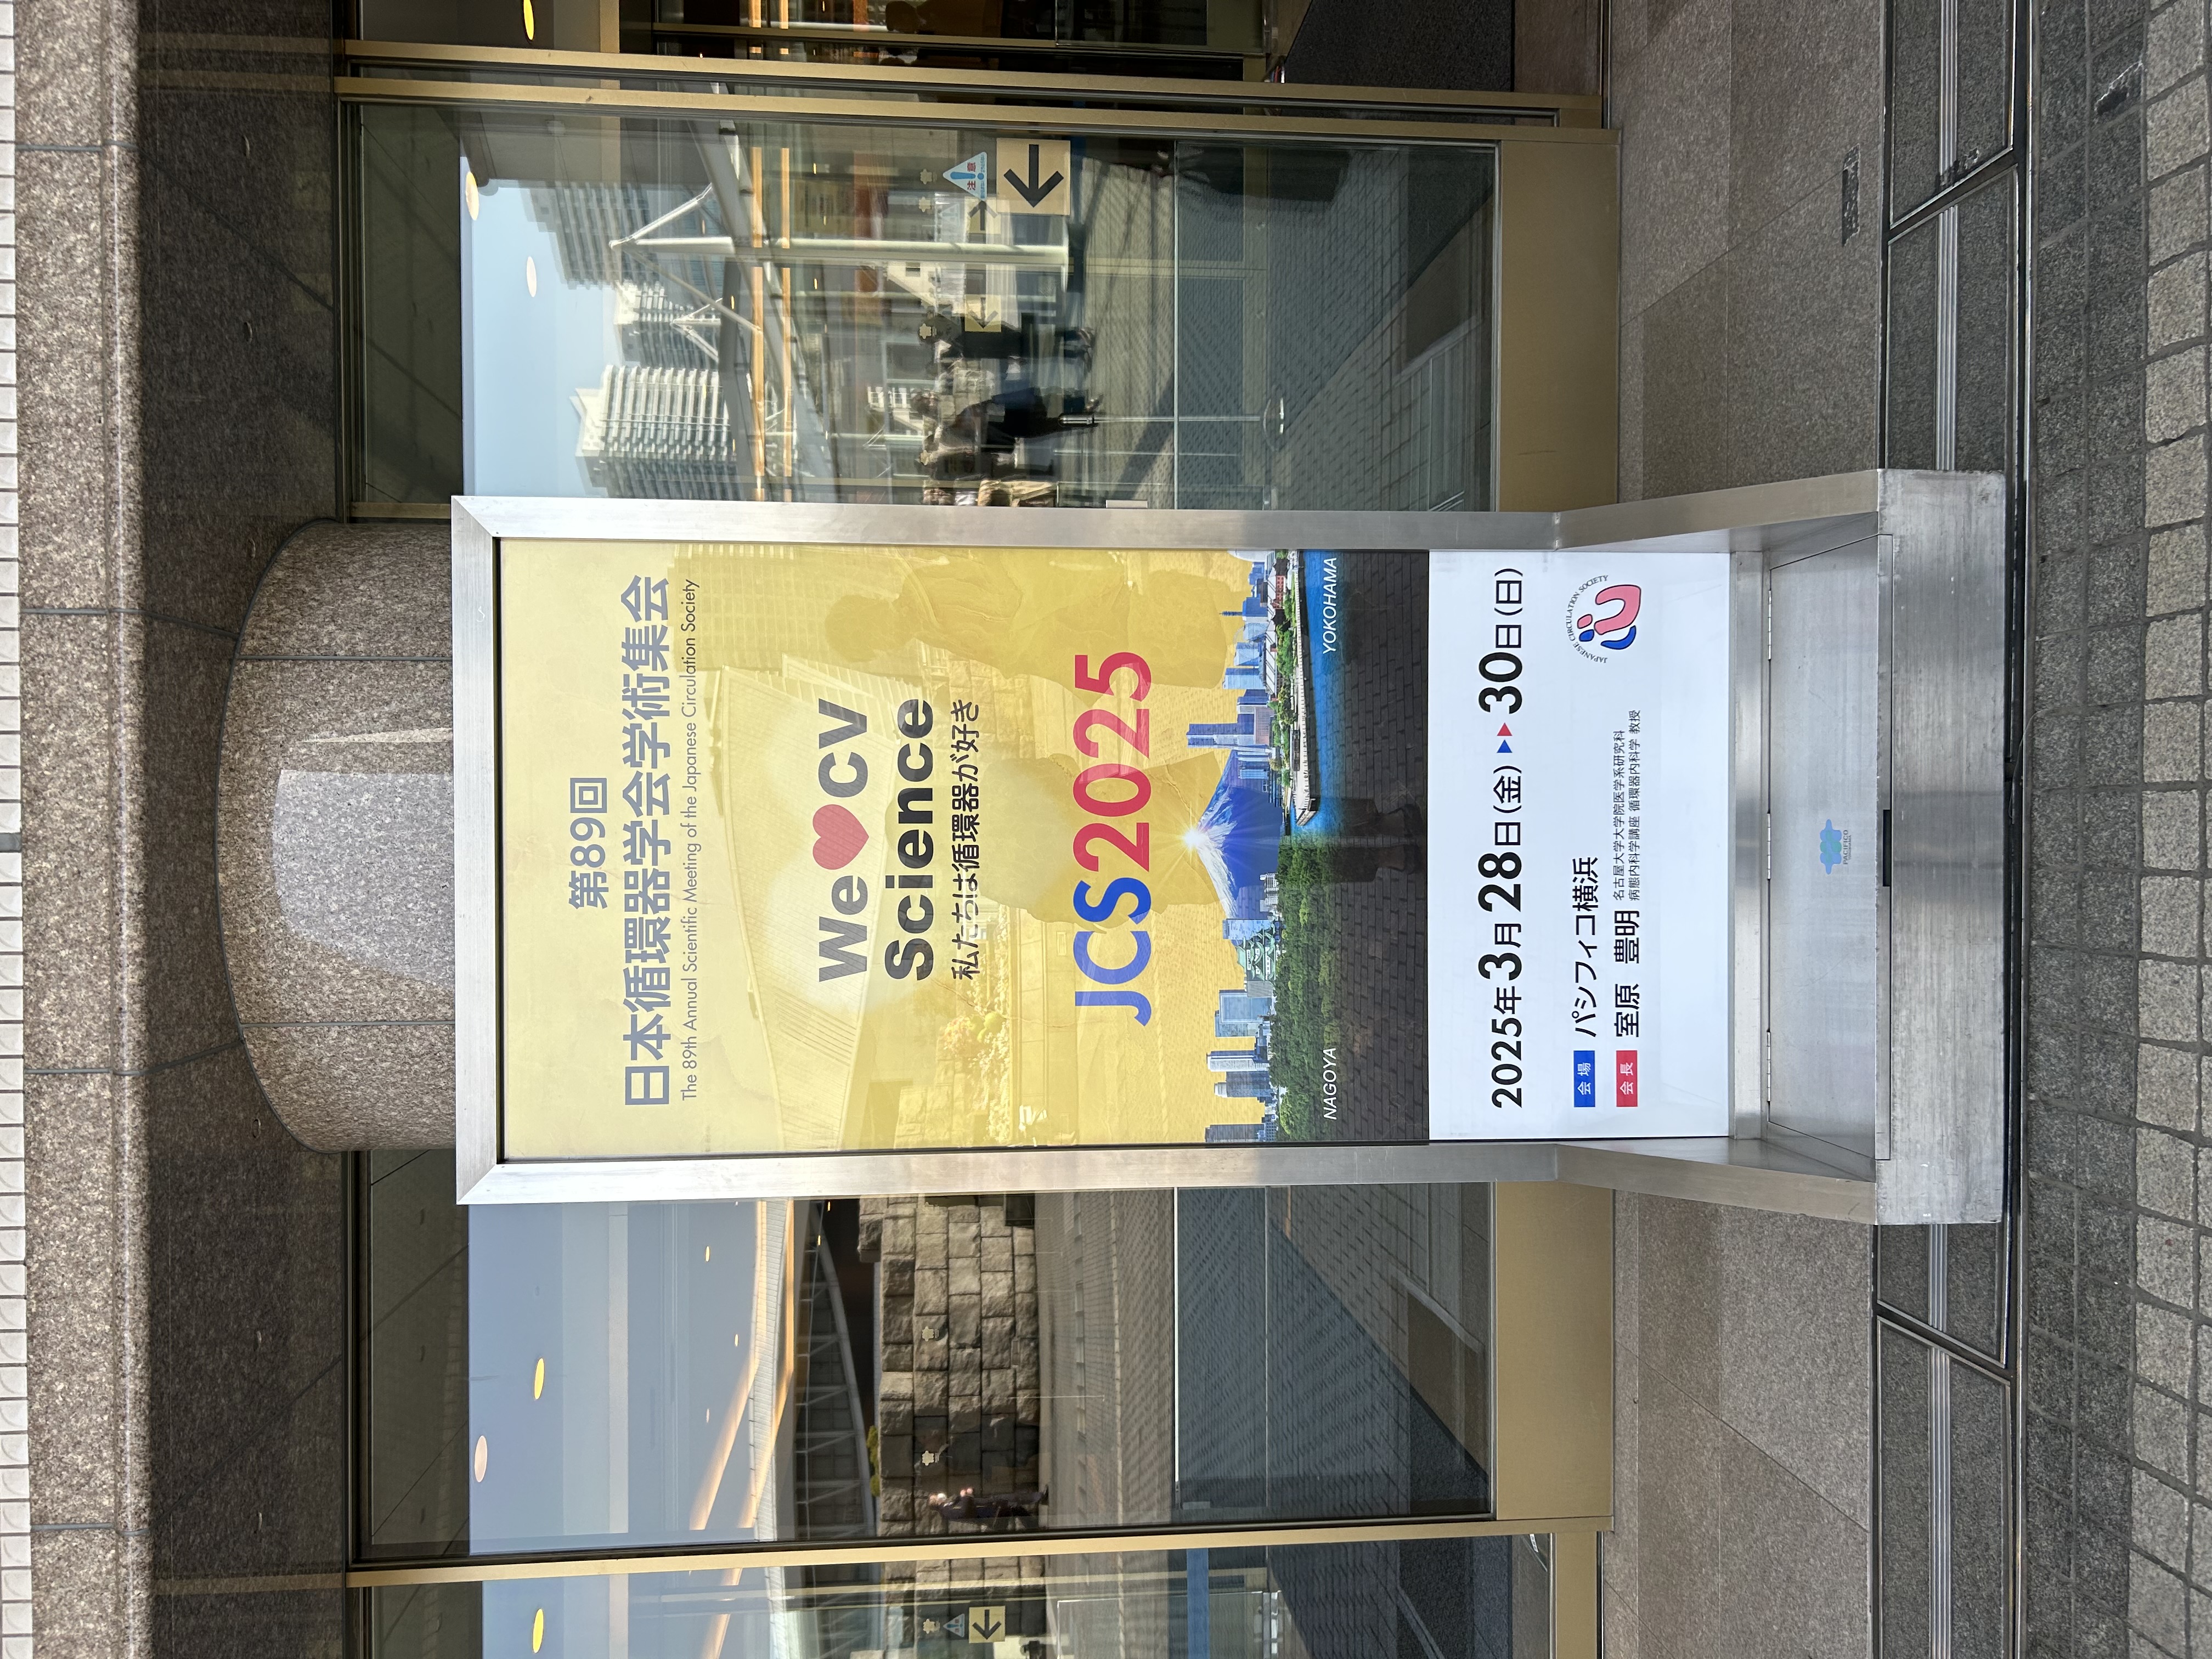 第89回
日本循環器学会学術集会
The 89th Annual Scientific Meeting of the Japanese Circulation Society
We♥CV
Science
私たちは循環器が好き
JCS2025
NAGOYA
YOKOHAMA
2025年3月28日(金)▶▶30日(日)
会場 パシフィコ横浜
会長 室原 豊明 名古屋大学大学院医学系研究科
病態内科学講座 循環器内科学 教授
JAPANESE CIRCULATION SOCIETY
PACIFICO
注意